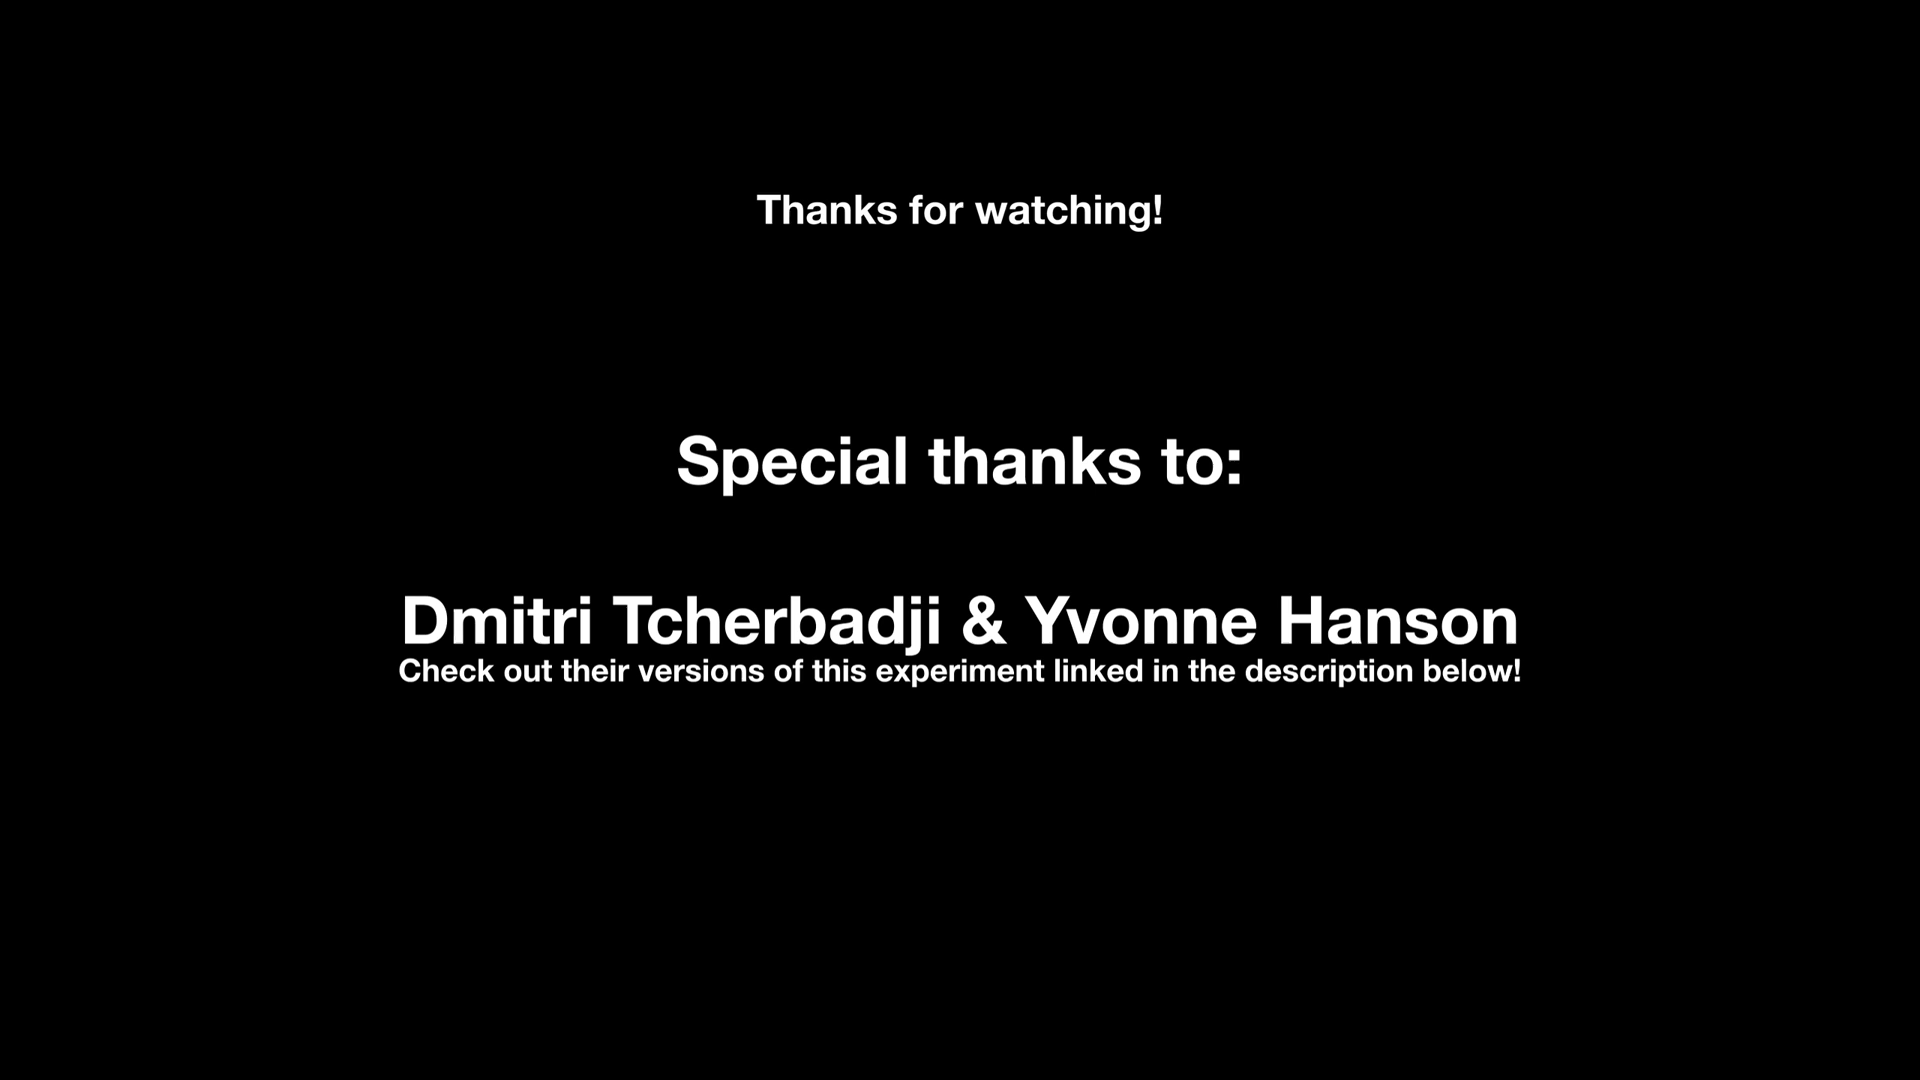 Thanks for watching!
Special thanks to:
Dmitri Tcherbadji & Yvonne Hanson
Check out their versions of this experiment linked in the description below!